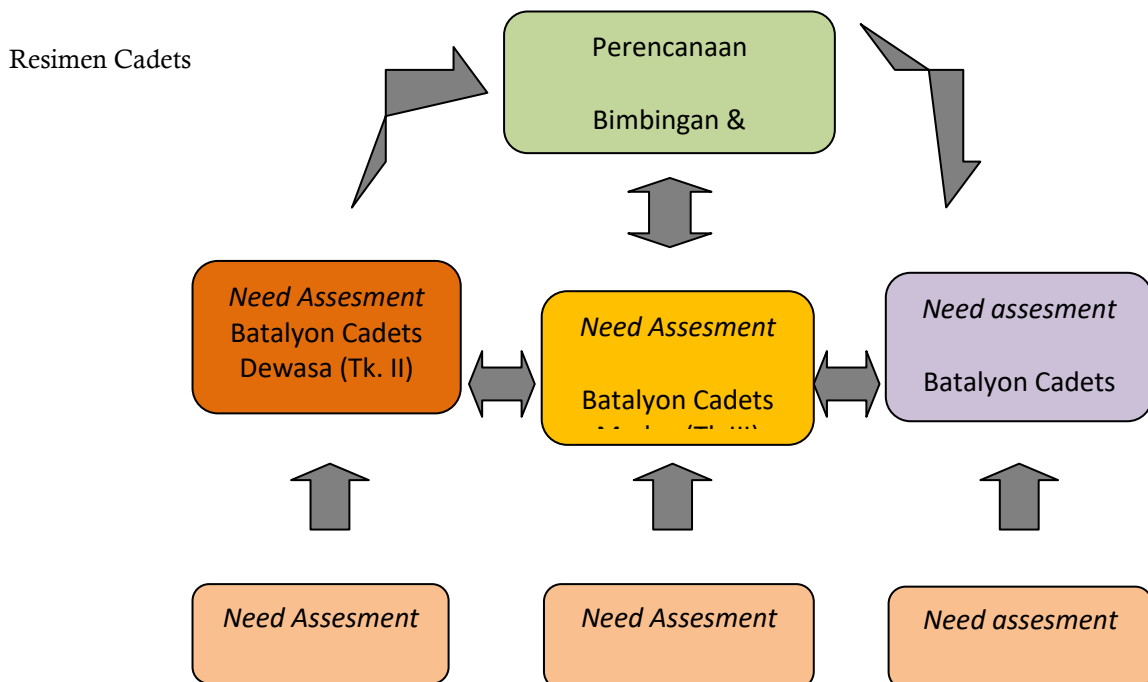 Resimen Cadets
Perencanaan
Bimbingan &
Need Assesment
Batalyon Cadets
Dewasa (Tk. II)
Need Assesment
Batalyon Cadets
Need assesment
Batalyon Cadets
Need Assesment
Need Assesment
Need assesment